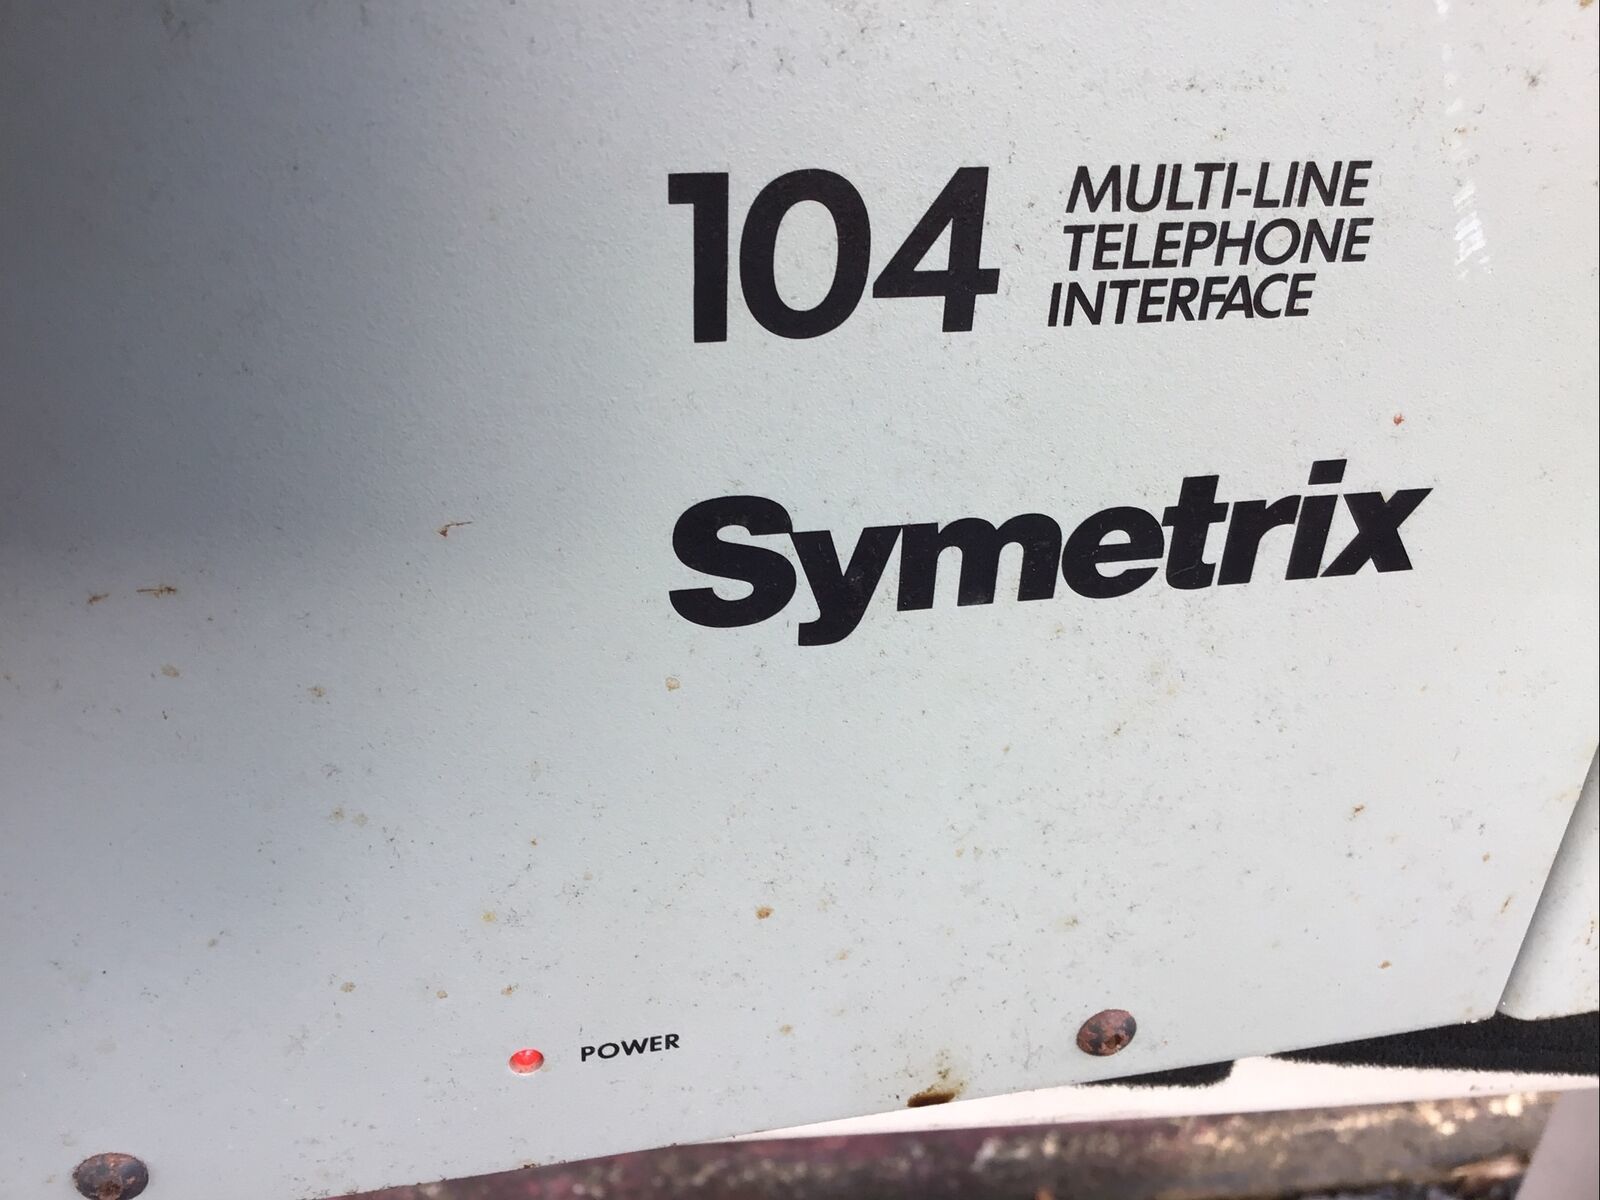 104 MULTI-LINE
TELEPHONE
INTERFACE
Symetrix
POWER